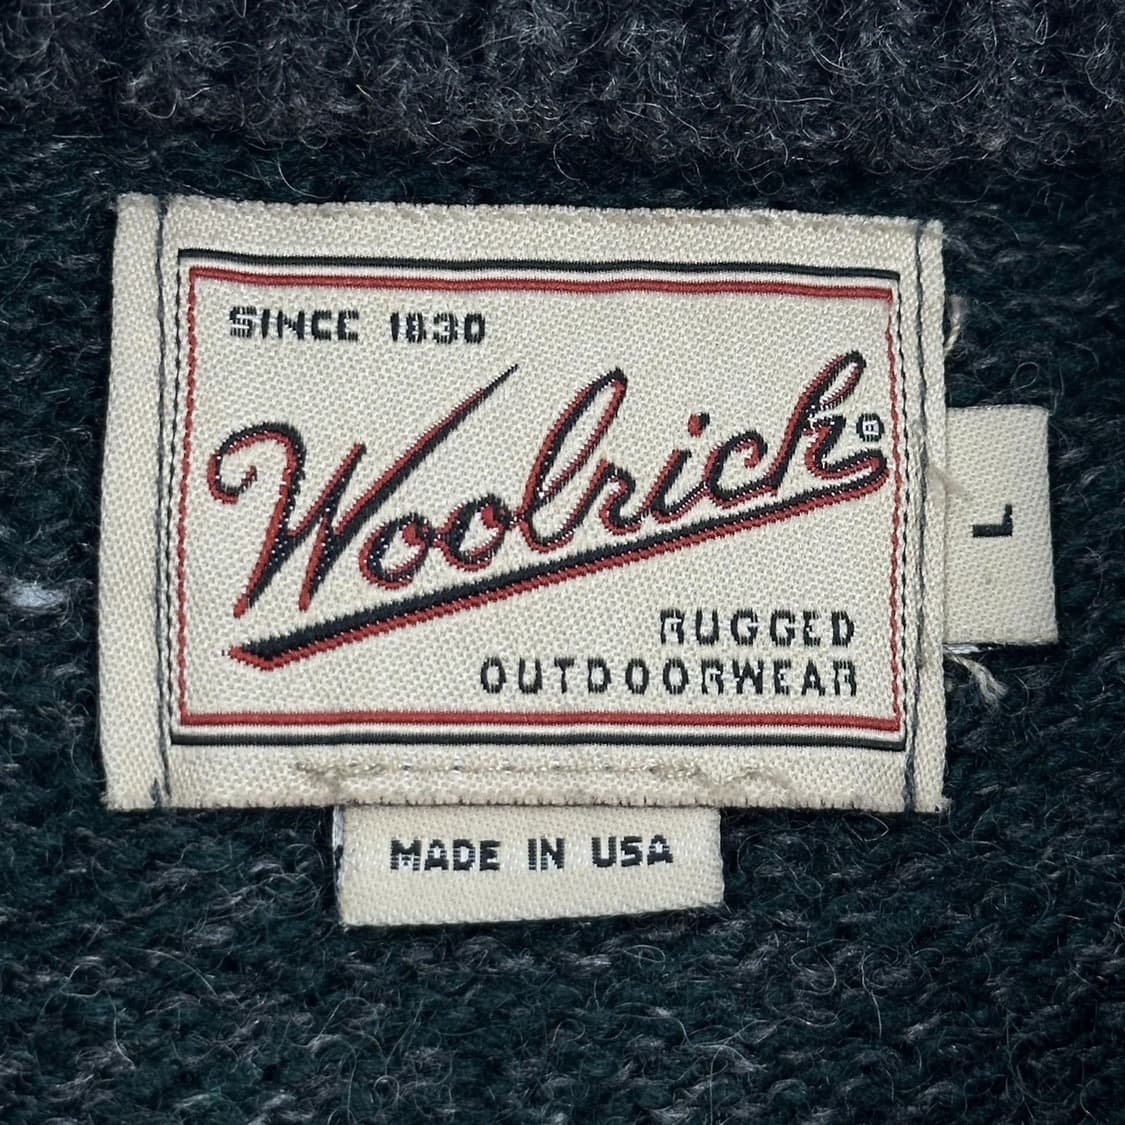 SINCE 1830
Woolrich®
RUGGED
OUTDOORWEAR
L
MADE IN USA